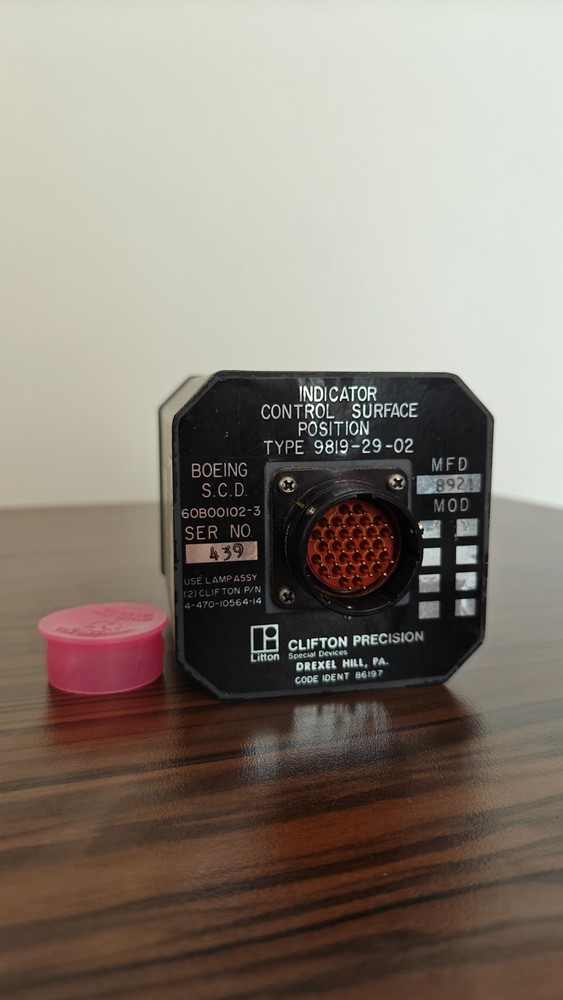 INDICATOR
CONTROL SURFACE
POSITION
TYPE 9819-29-02
BOEING
S.C.D.
60B00102-3
SER NO.
439
USE LAMP ASSY
(2) CLIFTON P/N
4-470-10564-14
MFD
8921
MOD
Litton
CLIFTON PRECISION
Special Devices
DREXEL HILL, PA.
CODE IDENT 86197